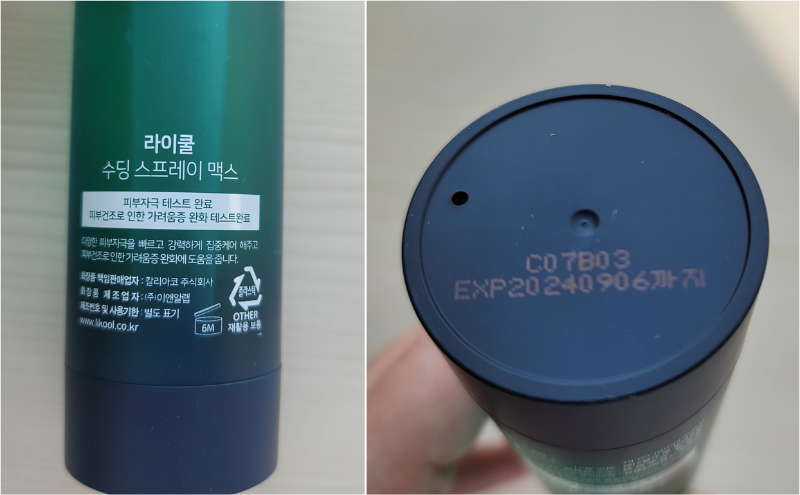 라이쿨
수딩 스프레이 맥스
피부자극 테스트 완료
피부건조로 인한 가려움증 완화 테스트완료
다양한 피부자극을 빠르고 강력하게 집중케어 해주고
피부건조로 인한 가려움증 완화에 도움을 줍니다.
화장품 책임판매업자 : 칼리아코 주식회사
화장품 제조업자 : (주)이앤알랩
제조번호 및 사용기한 : 별도 표기
www.likool.co.kr
6M
플라스틱
OTHER
재활용 보통
C07B03
EXP20240906까지